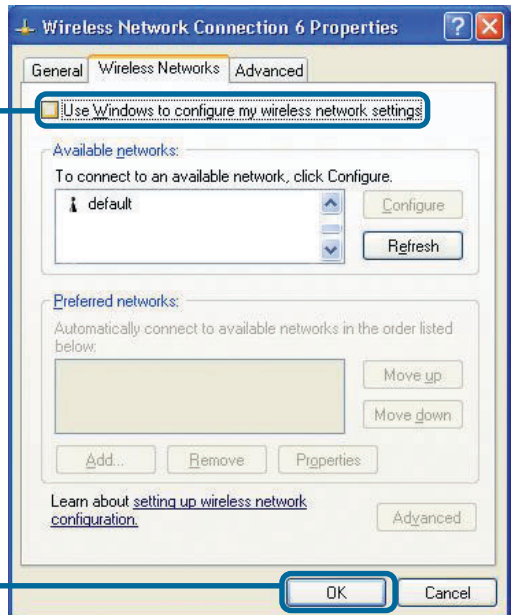 Wireless Network Connection 6 Properties
General Wireless Networks Advanced
Use Windows to configure my wireless network settings
Available networks:
To connect to an available network, click Configure.
default
Configure
Refresh
Preferred networks:
Automatically connect to available networks in the order listed
below:
Move up
Move down
Add... Remove Properties
Learn about setting up wireless network
configuration.
Advanced
OK Cancel